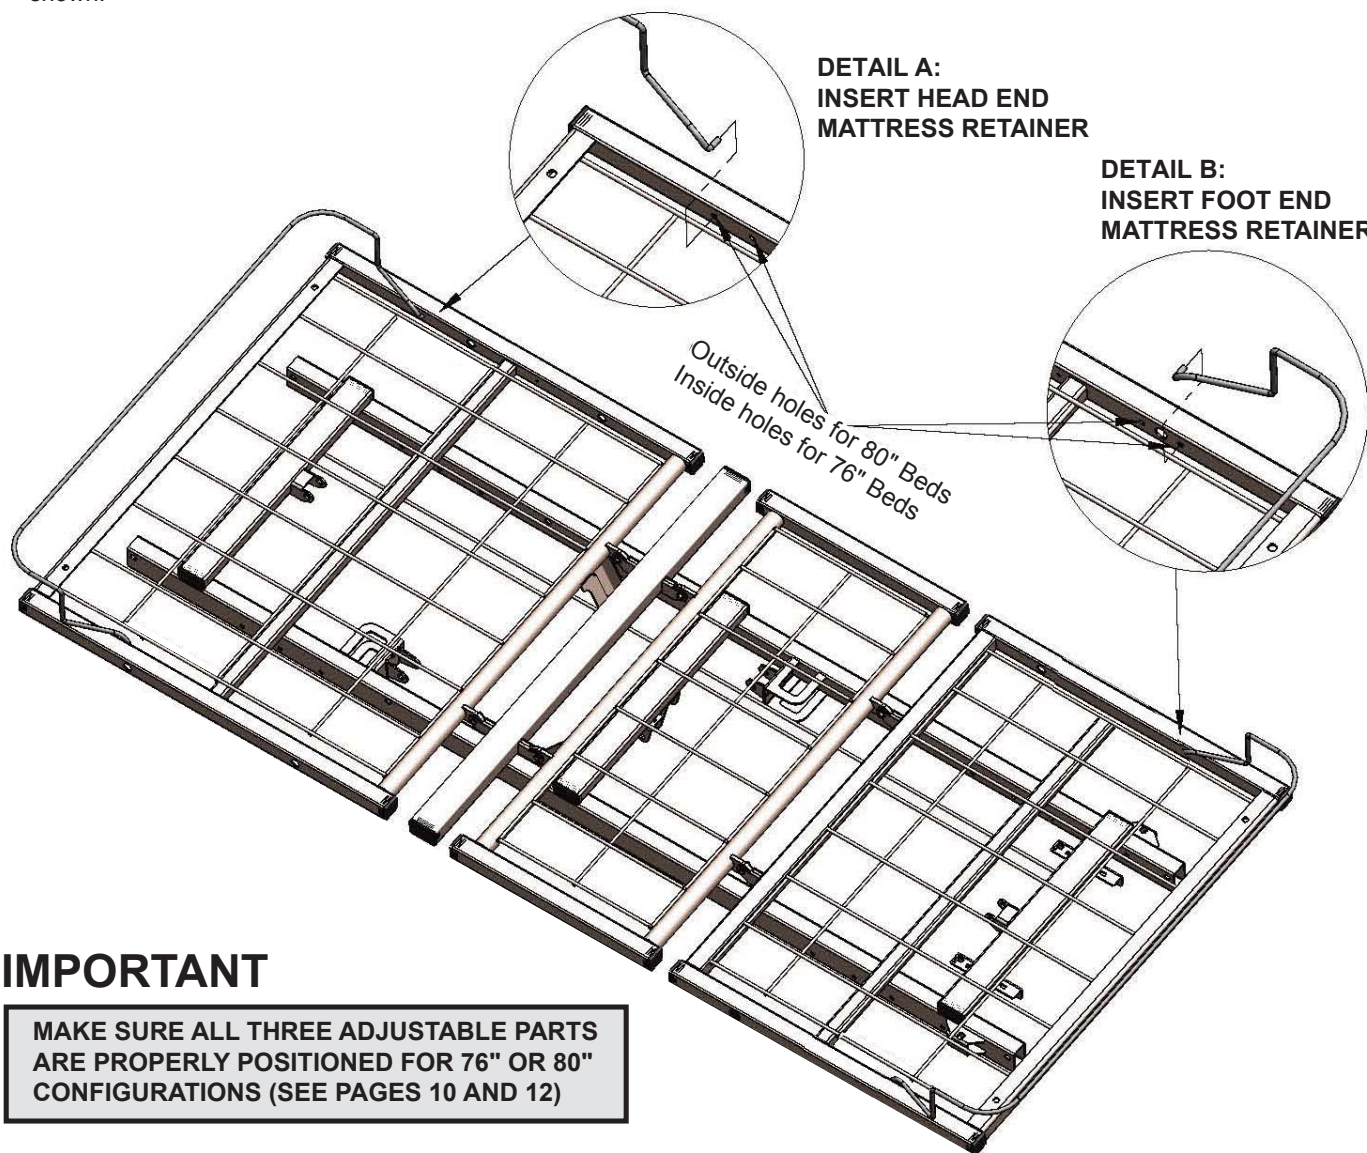 shown.
DETAIL A:
INSERT HEAD END
MATTRESS RETAINER
DETAIL B:
INSERT FOOT END
MATTRESS RETAINER
Outside holes for 80" Beds
Inside holes for 76" Beds
IMPORTANT
MAKE SURE ALL THREE ADJUSTABLE PARTS
ARE PROPERLY POSITIONED FOR 76" OR 80"
CONFIGURATIONS (SEE PAGES 10 AND 12)